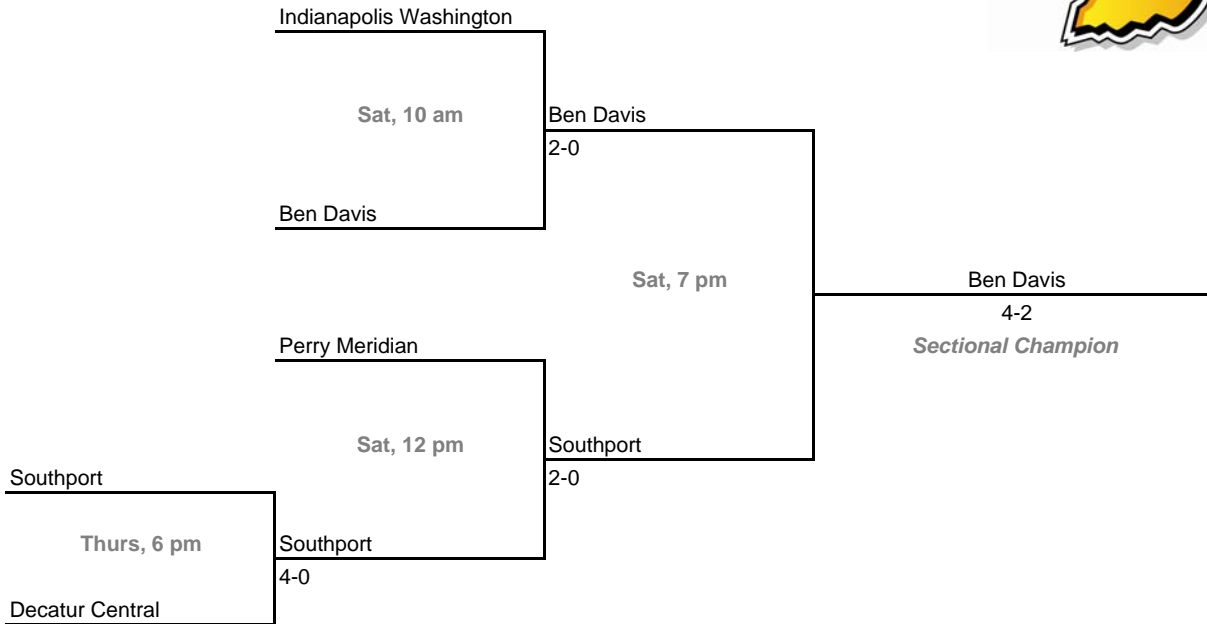 Indianapolis Washington
Sat, 10 am
Ben Davis
2-0
Ben Davis
Sat, 7 pm
Ben Davis
4-2
Sectional Champion
Perry Meridian
Sat, 12 pm
Southport
2-0
Southport
Thurs, 6 pm
Southport
4-0
Decatur Central